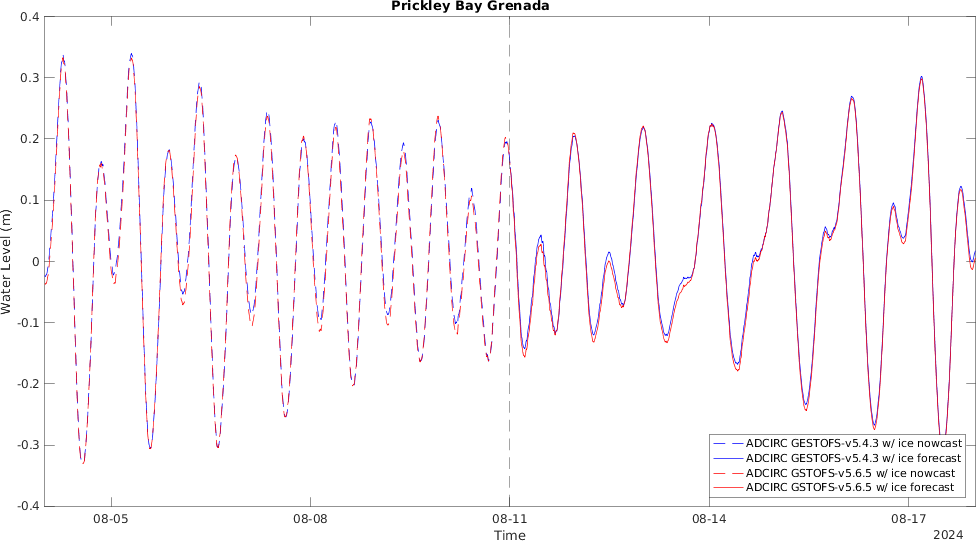 Prickley Bay Grenada
0.4
0.3
0.2
0.1
0
-0.1
-0.2
-0.3
-0.4
Water Level (m)
ADCIRC GESTOFS-v5.4.3 w/ ice nowcast
ADCIRC GESTOFS-v5.4.3 w/ ice forecast
ADCIRC GSTOFS-v5.6.5 w/ ice nowcast
ADCIRC GSTOFS-v5.6.5 w/ ice forecast
08-05 08-08 08-11 08-14 08-17
Time
2024